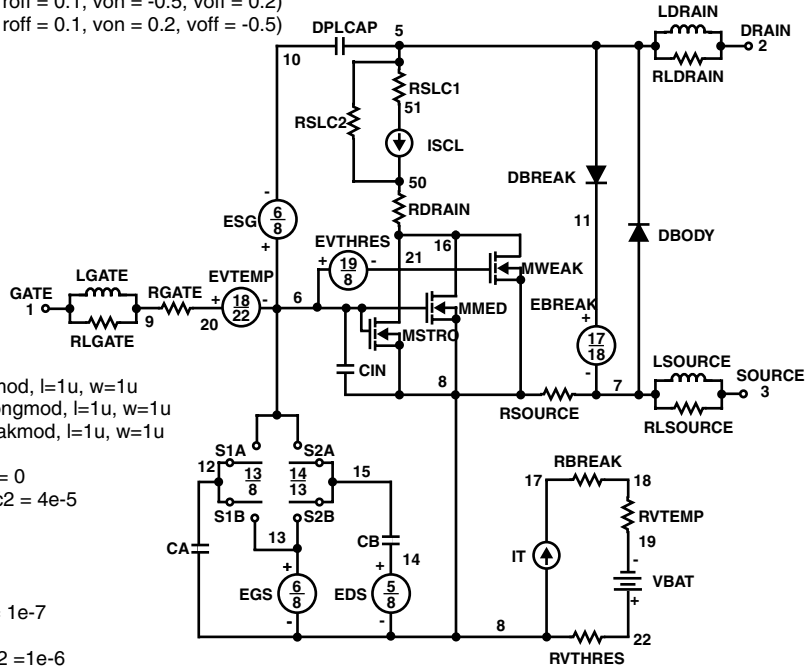 roff = 0.1, von = -0.5, voff = 0.2)
roff = 0.1, von = 0.2, voff = -0.5)
LDRAIN
DPLCAP
5
DRAIN
2
10
RLDRAIN
RSLC1
51
RSLC2
ISCL
DBREAK
50
-
ESG
6
8
+
RDRAIN
11
DBODY
EVTHRES
16
21
+
19
8
-
MWEAK
LGATE
EVTEMP
GATE
1
RGATE
+
18
22
-
6
MMED
EBREAK
+
9
20
RLGATE
MSTRO
17
18
-
LSOURCE
CIN
8
7
SOURCE
3
RSOURCE
RLSOURCE
mod, l=1u, w=1u
ongmod, l=1u, w=1u
akmod, l=1u, w=1u
= 0
c2 = 4e-5
S1A
S2A
12
13
8
14
13
15
S1B
S2B
RBREAK
17
18
RVTEMP
13
CB
CA
14
IT
19
-
VBAT
+
+
6
8
-
EGS
+
5
8
-
EDS
= 1e-7
8
22
2 =1e-6
RVTHRES